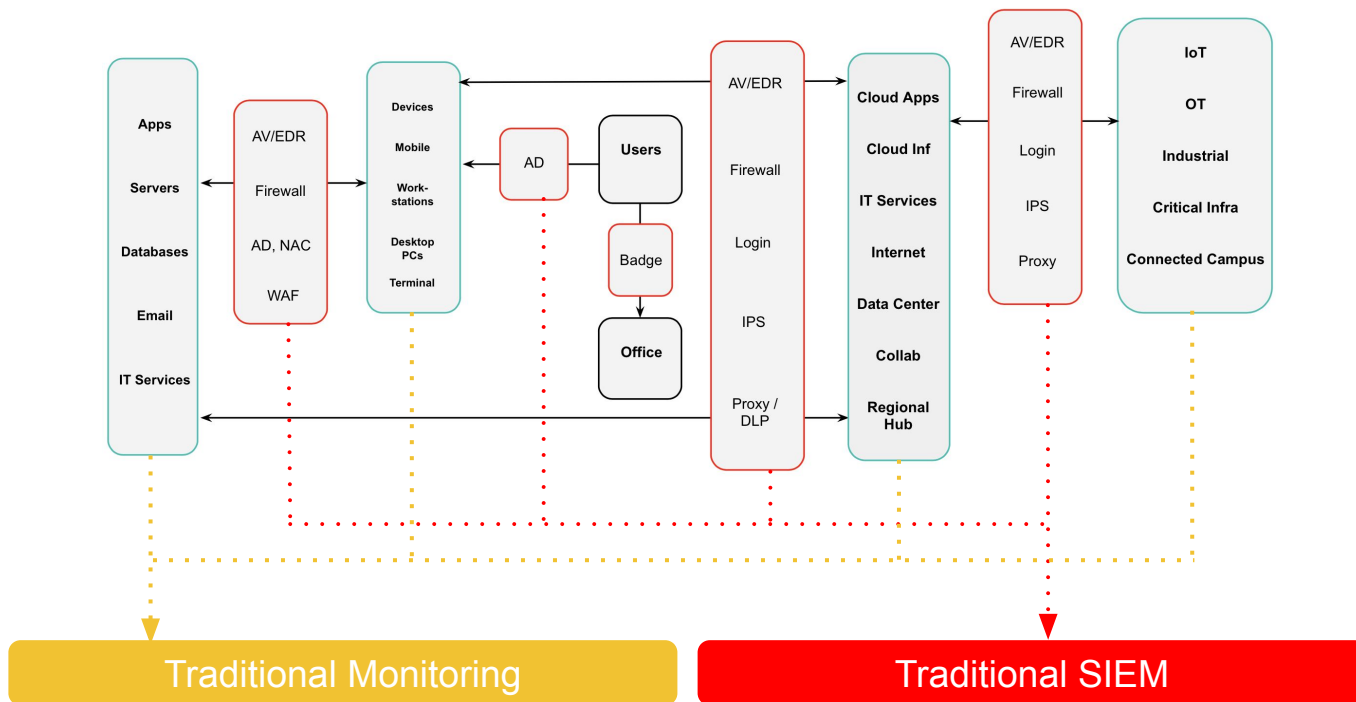 Apps
Servers
Databases
Email
IT Services
AV/EDR
Firewall
AD, NAC
WAF
Devices
Mobile
Work-
stations
Desktop
PCs
Terminal
AD
Users
Badge
Office
AV/EDR
Firewall
Login
IPS
Proxy /
DLP
Cloud Apps
Cloud Inf
IT Services
Internet
Data Center
Collab
Regional
Hub
AV/EDR
Firewall
Login
IPS
Proxy
IoT
OT
Industrial
Critical Infra
Connected Campus
Traditional Monitoring
Traditional SIEM